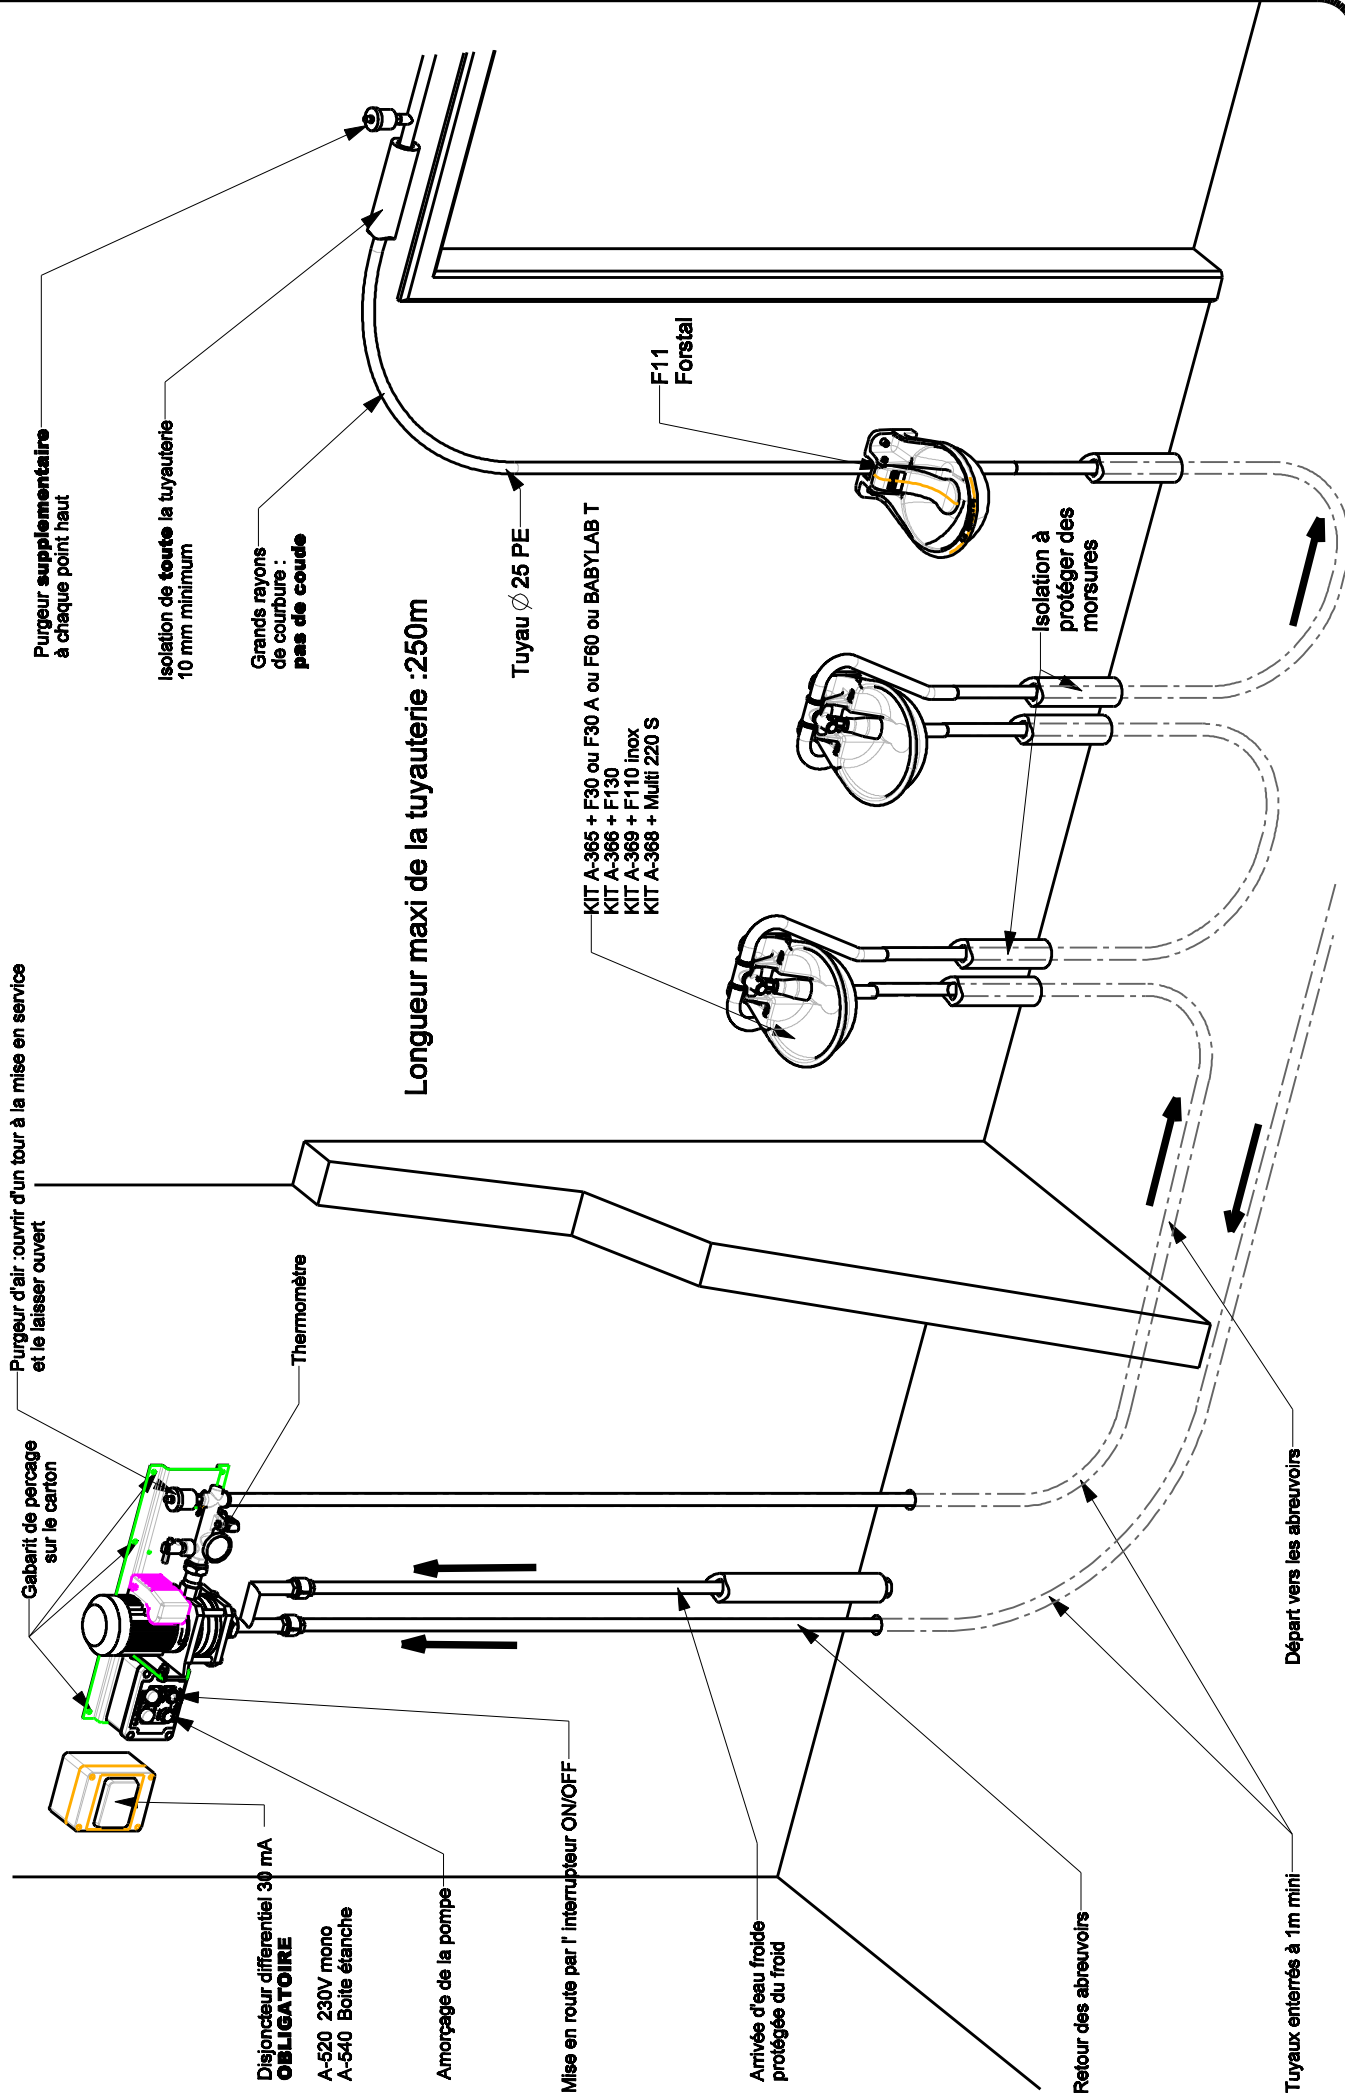 Purgeur d'air :ouvrir d'un tour à la mise en service
et le laisser ouvert
Gabarit de percage
sur le carton
Thermomètre
Disjoncteur differentiel 30 mA
OBLIGATOIRE
A-520 230V mono
A-540 Boite étanche
Amorçage de la pompe
Mise en route par l' interrupteur ON/OFF
Arrivée d'eau froide
protégée du froid
Retour des abreuvoirs
Tuyaux enterrés à 1m mini
Départ vers les abreuvoirs
Purgeur supplementaire
à chaque point haut
Isolation de toute la tuyauterie
10 mm minimum
Grands rayons
de courbure :
pas de coude
Longueur maxi de la tuyauterie :250m
Tuyau ∅ 25 PE
KIT A-365 + F30 ou F30 A ou F60 ou BABYLAB T
KIT A-366 + F130
KIT A-369 + F110 inox
KIT A-368 + Multi 220 S
F11
Forstal
Isolation à
protéger des
morsures